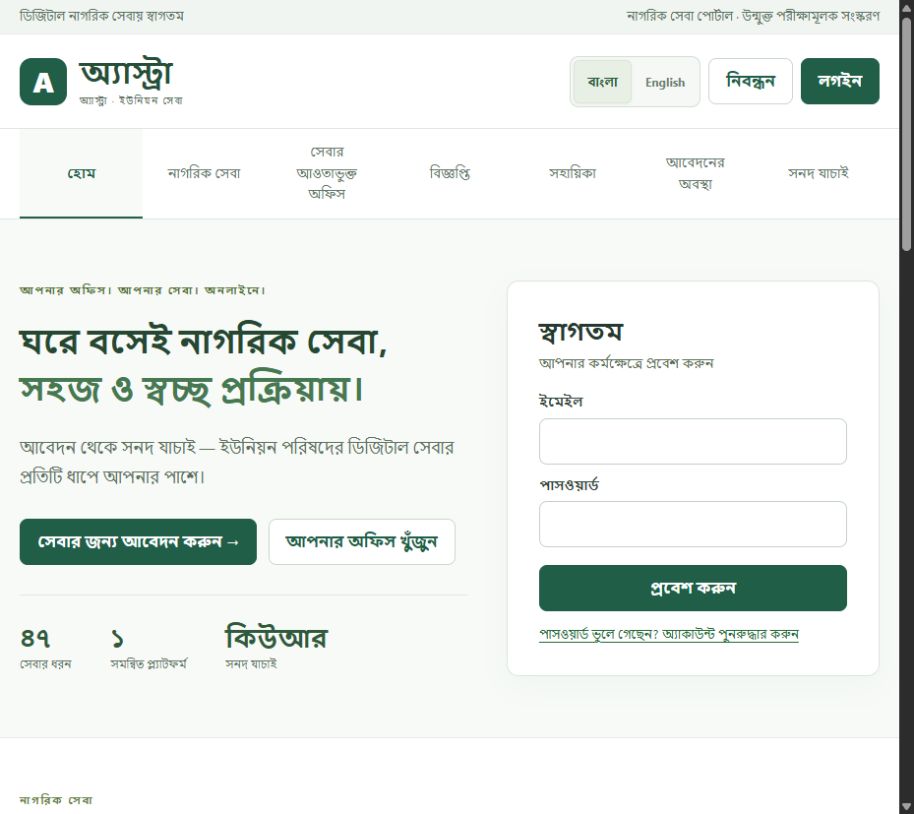 ডিজিটাল নাগরিক সেবায় স্বাগতম
নাগরিক সেবা পোর্টাল · উন্মুক্ত পরীক্ষামূলক সংস্করণ
A
অ্যাস্ট্রা
অ্যাস্ট্রা · ইউনিয়ন সেবা
বাংলা
English
নিবন্ধন
লগইন
হোম
নাগরিক সেবা
সেবার
আওতাভুক্ত
অফিস
বিজ্ঞপ্তি
সহায়িকা
আবেদনের
অবস্থা
সনদ যাচাই
আপনার অফিস। আপনার সেবা। অনলাইনে।
ঘরে বসেই নাগরিক সেবা,
সহজ ও স্বচ্ছ প্রক্রিয়ায়।
আবেদন থেকে সনদ যাচাই — ইউনিয়ন পরিষদের ডিজিটাল সেবার
প্রতিটি ধাপে আপনার পাশে।
সেবার জন্য আবেদন করুন →
আপনার অফিস খুঁজুন
৪৭
সেবার ধরন
১
সমন্বিত প্ল্যাটফর্ম
কিউআর
সনদ যাচাই
স্বাগতম
আপনার কর্মক্ষেত্রে প্রবেশ করুন
ইমেইল
পাসওয়ার্ড
প্রবেশ করুন
পাসওয়ার্ড ভুলে গেছেন? অ্যাকাউন্ট পুনরুদ্ধার করুন
নাগরিক সেবা